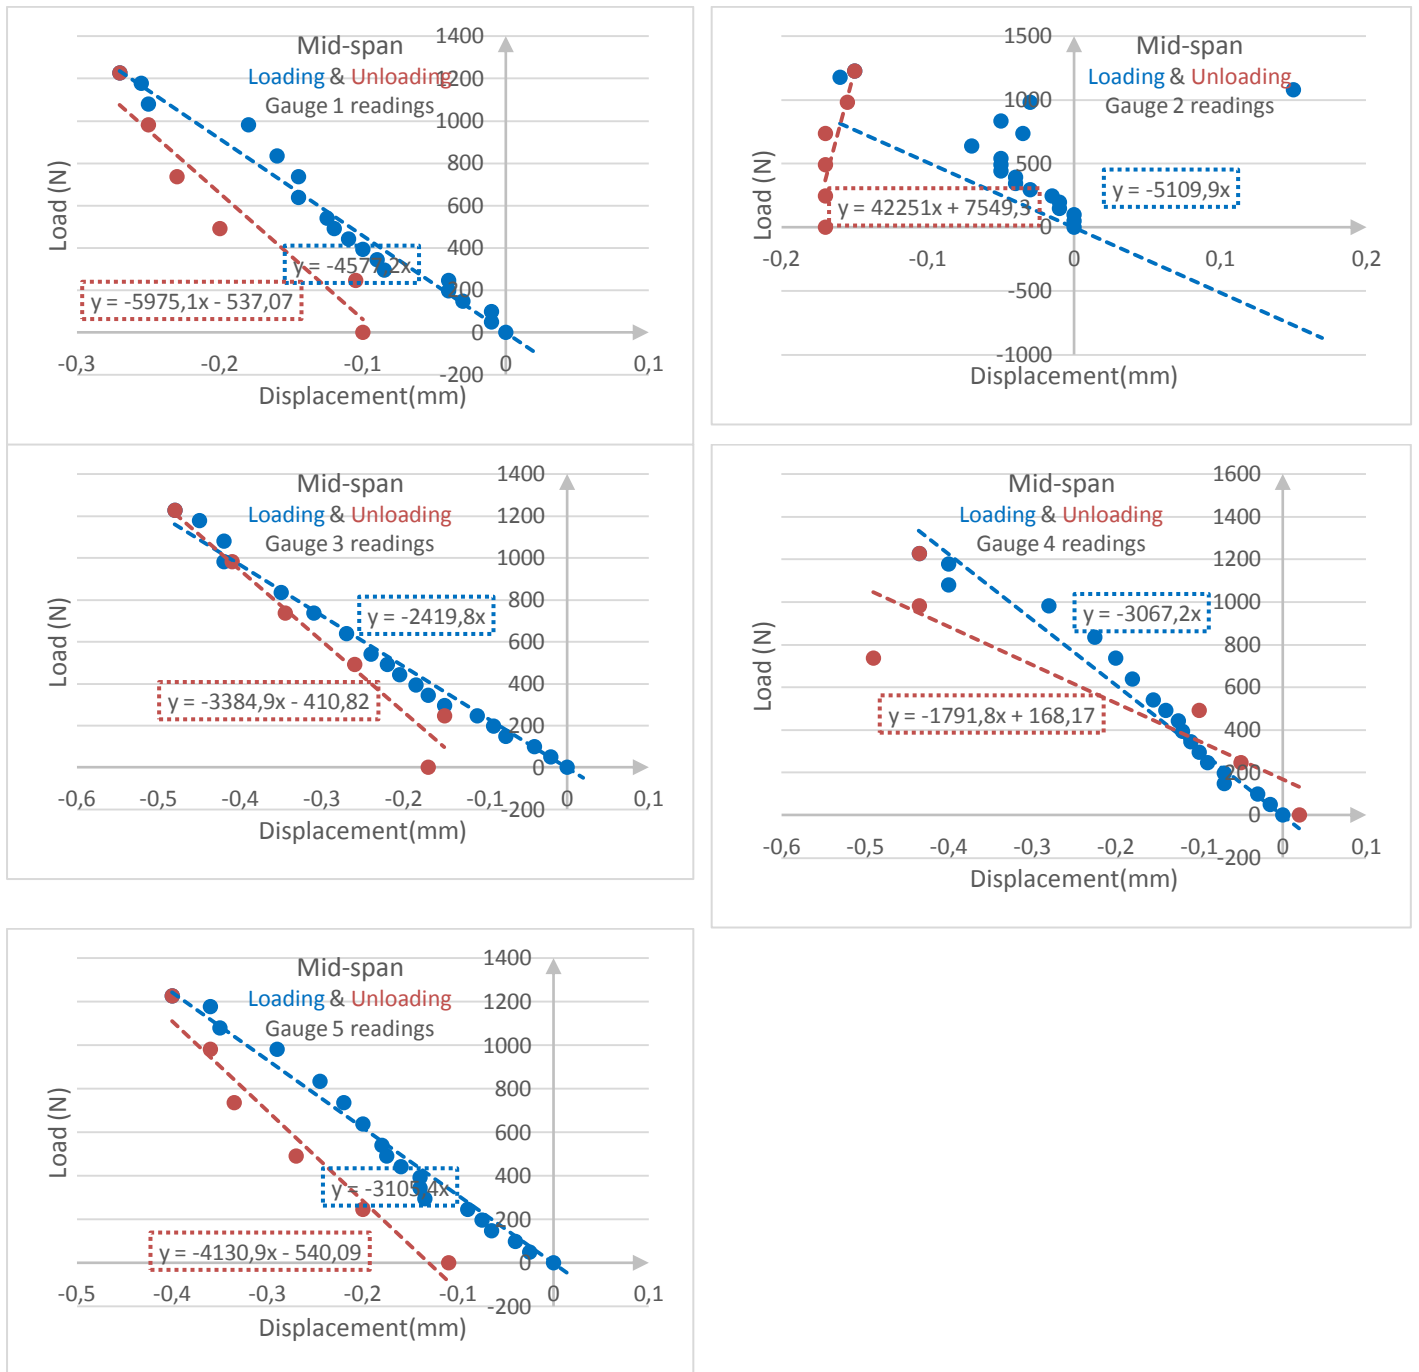 1400
1200
1000
800
600
400
200
0
-200
-0,3
-0,2
-0,1
0
0,1
Load (N)
Displacement(mm)
Mid-span
Loading & Unloading
Gauge 1 readings
y = -4577,2x
y = -5975,1x - 537,07
1500
1000
500
0
-500
-1000
-0,2
-0,1
0
0,1
0,2
Load (N)
Displacement(mm)
Mid-span
Loading & Unloading
Gauge 2 readings
y = -5109,9x
y = 42251x + 7549,3
1400
1200
1000
800
600
400
200
0
-200
-0,6
-0,5
-0,4
-0,3
-0,2
-0,1
0
0,1
Load (N)
Displacement(mm)
Mid-span
Loading & Unloading
Gauge 3 readings
y = -2419,8x
y = -3384,9x - 410,82
1600
1400
1200
1000
800
600
400
200
0
-200
-0,6
-0,5
-0,4
-0,3
-0,2
-0,1
0
0,1
Load (N)
Displacement(mm)
Mid-span
Loading & Unloading
Gauge 4 readings
y = -3067,2x
y = -1791,8x + 168,17
1400
1200
1000
800
600
400
200
0
-200
-0,5
-0,4
-0,3
-0,2
-0,1
0
0,1
Load (N)
Displacement(mm)
Mid-span
Loading & Unloading
Gauge 5 readings
y = -3105,4x
y = -4130,9x - 540,09